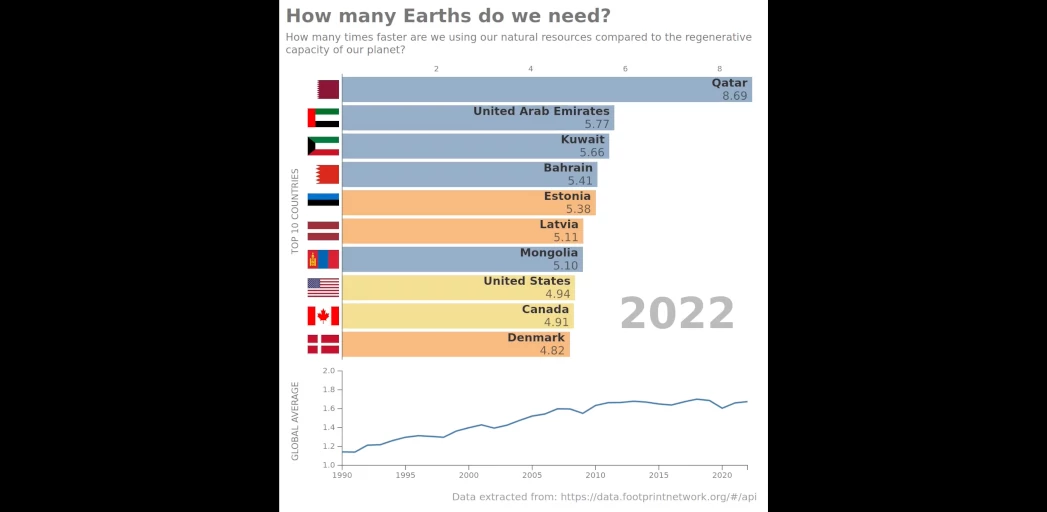 How many Earths do we need?
How many times faster are we using our natural resources compared to the regenerative
capacity of our planet?
2 4 6 8
TOP 10 COUNTRIES
Qatar
8.69
United Arab Emirates
5.77
Kuwait
5.66
Bahrain
5.41
Estonia
5.38
Latvia
5.11
Mongolia
5.10
United States
4.94
Canada
4.91
Denmark
4.82
2022
GLOBAL AVERAGE
2.0
1.8
1.6
1.4
1.2
1.0
1990 1995 2000 2005 2010 2015 2020
Data extracted from: https://data.footprintnetwork.org/#/api